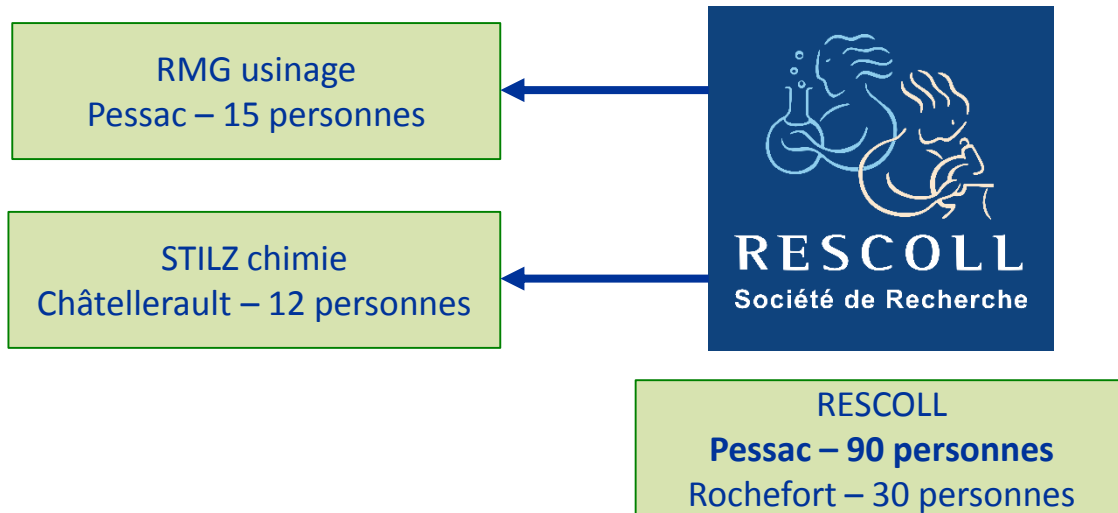 RMG usinage
Pessac – 15 personnes
STILZ chimie
Châtellerault – 12 personnes
RESCOLL
Société de Recherche
RESCOLL
Pessac – 90 personnes
Rochefort – 30 personnes